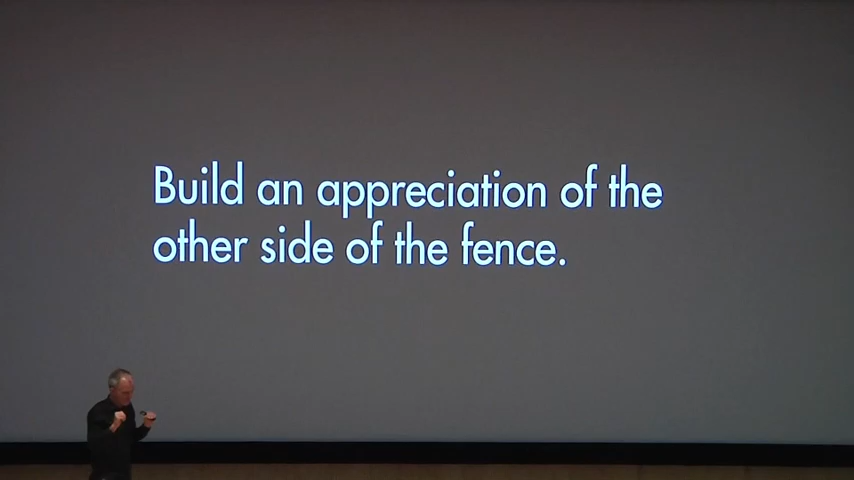 Build an appreciation of the
other side of the fence.